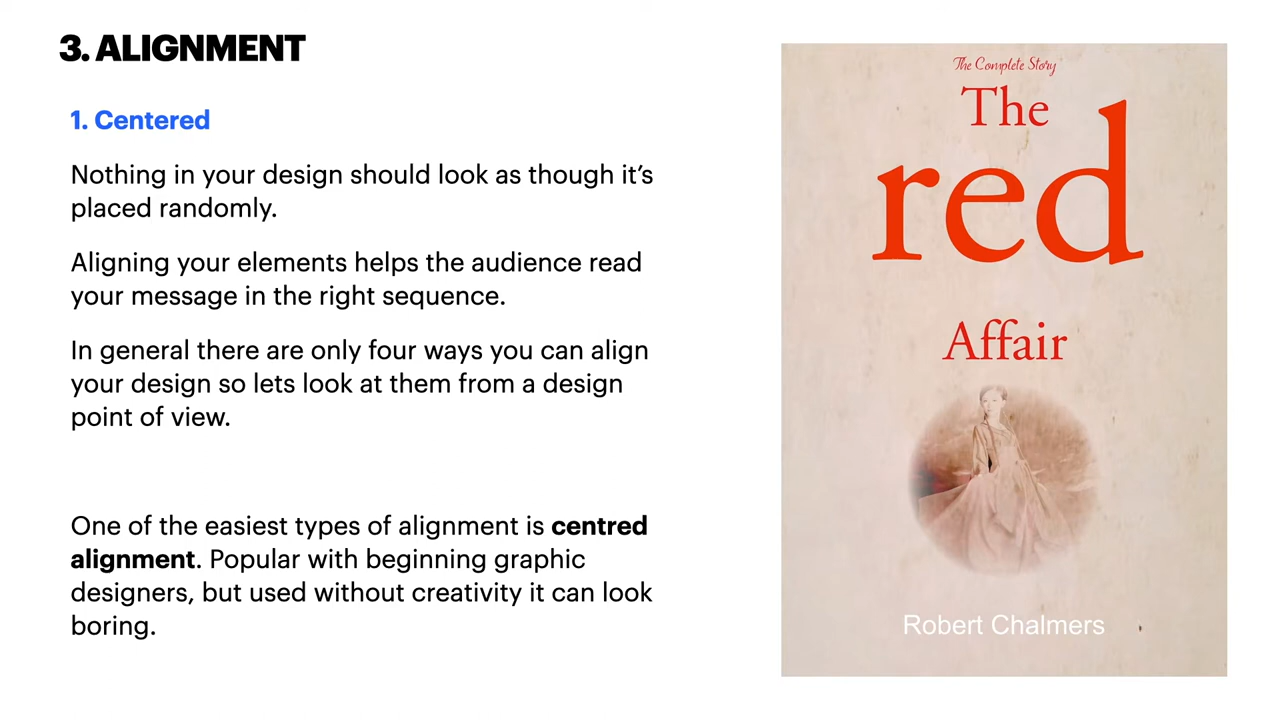 3. ALIGNMENT
1. Centered
Nothing in your design should look as though it’s
placed randomly.
Aligning your elements helps the audience read
your message in the right sequence.
In general there are only four ways you can align
your design so lets look at them from a design
point of view.
One of the easiest types of alignment is centred
alignment. Popular with beginning graphic
designers, but used without creativity it can look
boring.
The Complete Story
The
red
Affair
Robert Chalmers